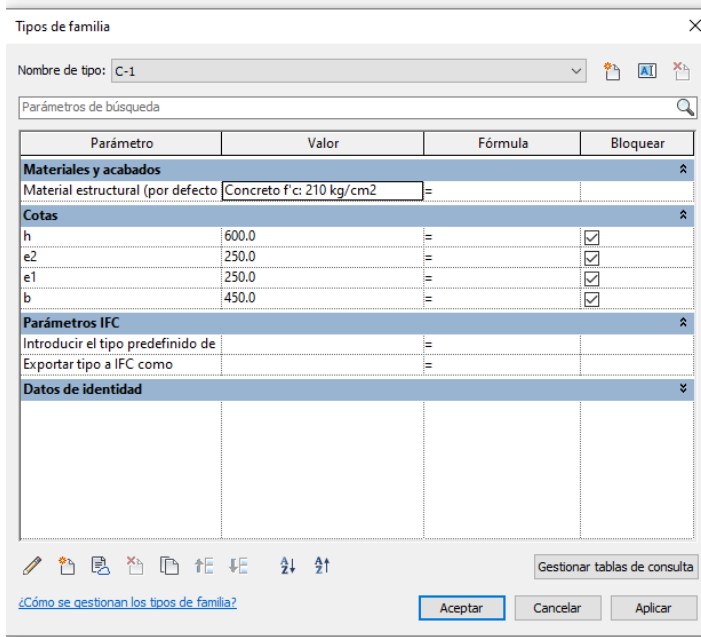 Tipos de familia
Nombre de tipo: C-1
Parámetros de búsqueda
Parámetro Valor Fórmula Bloquear
Materiales y acabados
Material estructural (por defecto Concreto f'c: 210 kg/cm2 =
Cotas
h 600.0 =
e2 250.0 =
e1 250.0 =
b 450.0 =
Parámetros IFC
Introducir el tipo predefinido de =
Exportar tipo a IFC como =
Datos de identidad
Gestionar tablas de consulta
¿Cómo se gestionan los tipos de familia?
Aceptar Cancelar Aplicar